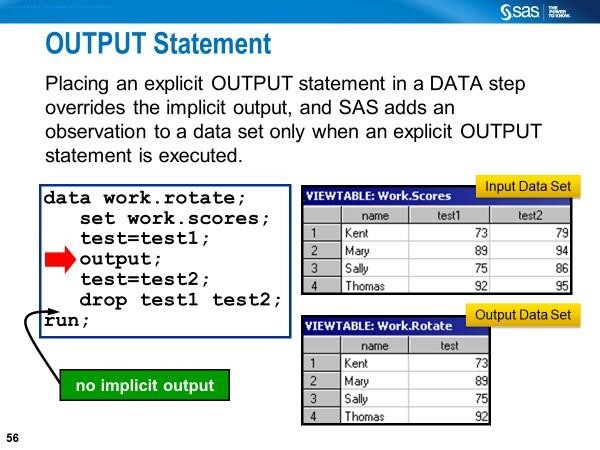 sas
THE
POWER
TO KNOW.
OUTPUT Statement
Placing an explicit OUTPUT statement in a DATA step
overrides the implicit output, and SAS adds an
observation to a data set only when an explicit OUTPUT
statement is executed.
data work.rotate;
set work.scores;
test=test1;
output;
test=test2;
drop test1 test2;
run;
no implicit output
Input Data Set
VIEWTABLE: Work.Scores
name test1 test2
1 Kent 73 79
2 Mary 89 94
3 Sally 75 86
4 Thomas 92 95
Output Data Set
VIEWTABLE: Work.Rotate
name test
1 Kent 73
2 Mary 89
3 Sally 75
4 Thomas 92
56